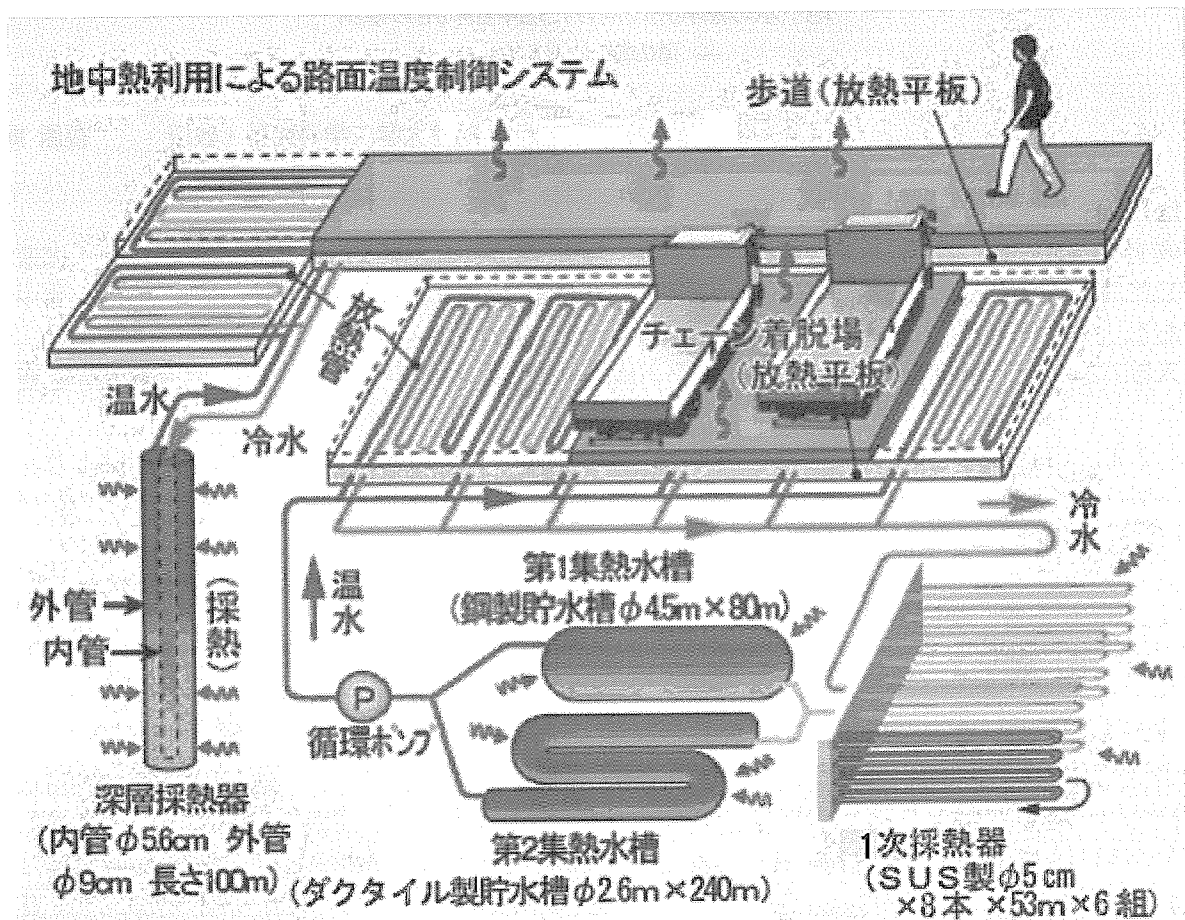 地中熱利用による路面温度制御システム
歩道(放熱平板)
放熱管
チェーン着脱場
(放熱平板)
温水
冷水
冷水
外管
内管
(採熱)
温水
P
循環ポンプ
第1集熱水槽
(鋼製貯水槽φ4.5m×80m)
深層採熱器
(内管φ5.6cm 外管
φ9cm 長さ100m)
第2集熱水槽
(ダクタイル製貯水槽φ2.6m×240m)
1次採熱器
(SUS製φ5cm
×8本×53m×6組)